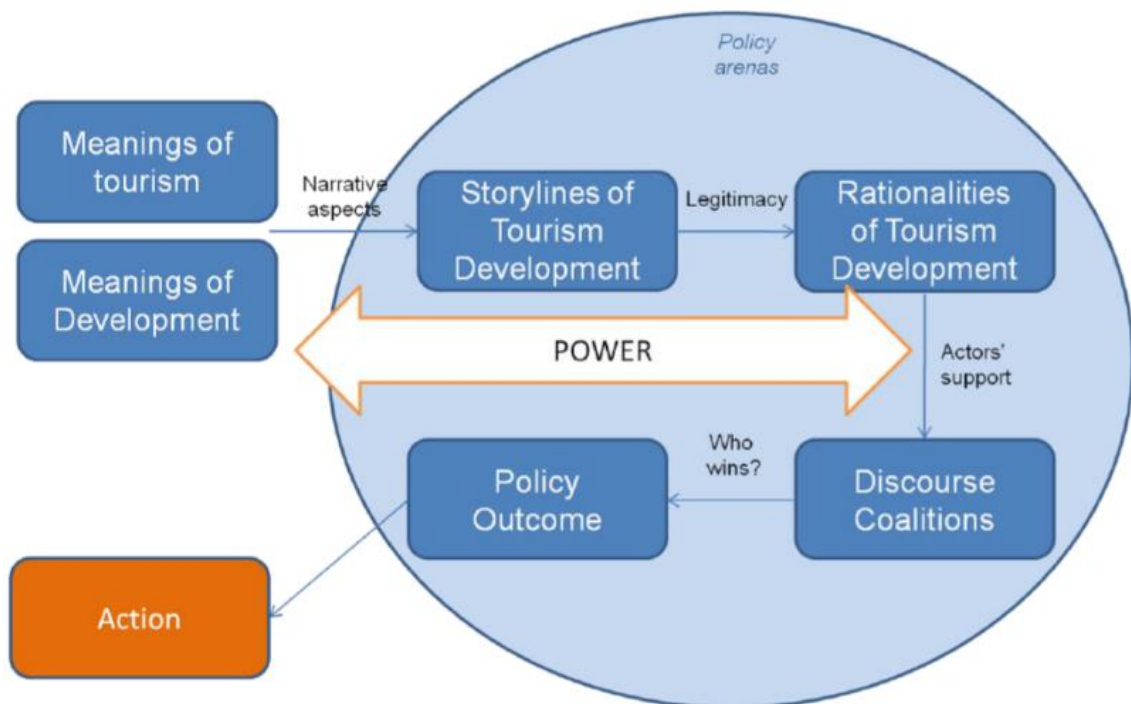 Policy
arenas
Meanings of
tourism
Meanings of
Development
Narrative
aspects
Storylines of
Tourism
Development
Legitimacy
Rationalities
of Tourism
Development
POWER
Actors'
support
Discourse
Coalitions
Who
wins?
Policy
Outcome
Action